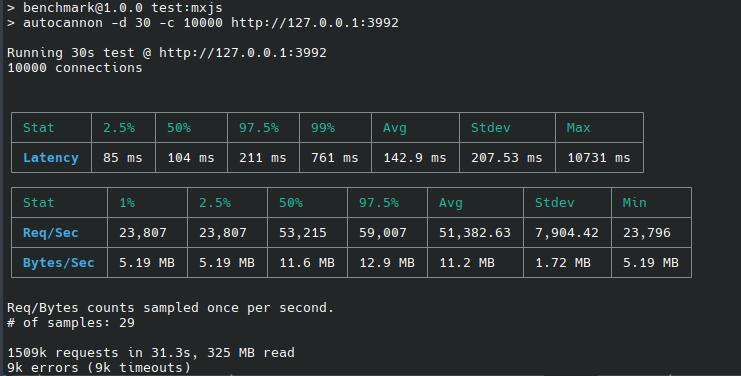 > benchmark@1.0.0 test:mxjs
> autocannon -d 30 -c 10000 http://127.0.0.1:3992
Running 30s test @ http://127.0.0.1:3992
10000 connections
Stat 2.5% 50% 97.5% 99% Avg Stdev Max
Latency 85 ms 104 ms 211 ms 761 ms 142.9 ms 207.53 ms 10731 ms
Stat 1% 2.5% 50% 97.5% Avg Stdev Min
Req/Sec 23,807 23,807 53,215 59,007 51,382.63 7,904.42 23,796
Bytes/Sec 5.19 MB 5.19 MB 11.6 MB 12.9 MB 11.2 MB 1.72 MB 5.19 MB
Req/Bytes counts sampled once per second.
# of samples: 29
1509k requests in 31.3s, 325 MB read
9k errors (9k timeouts)